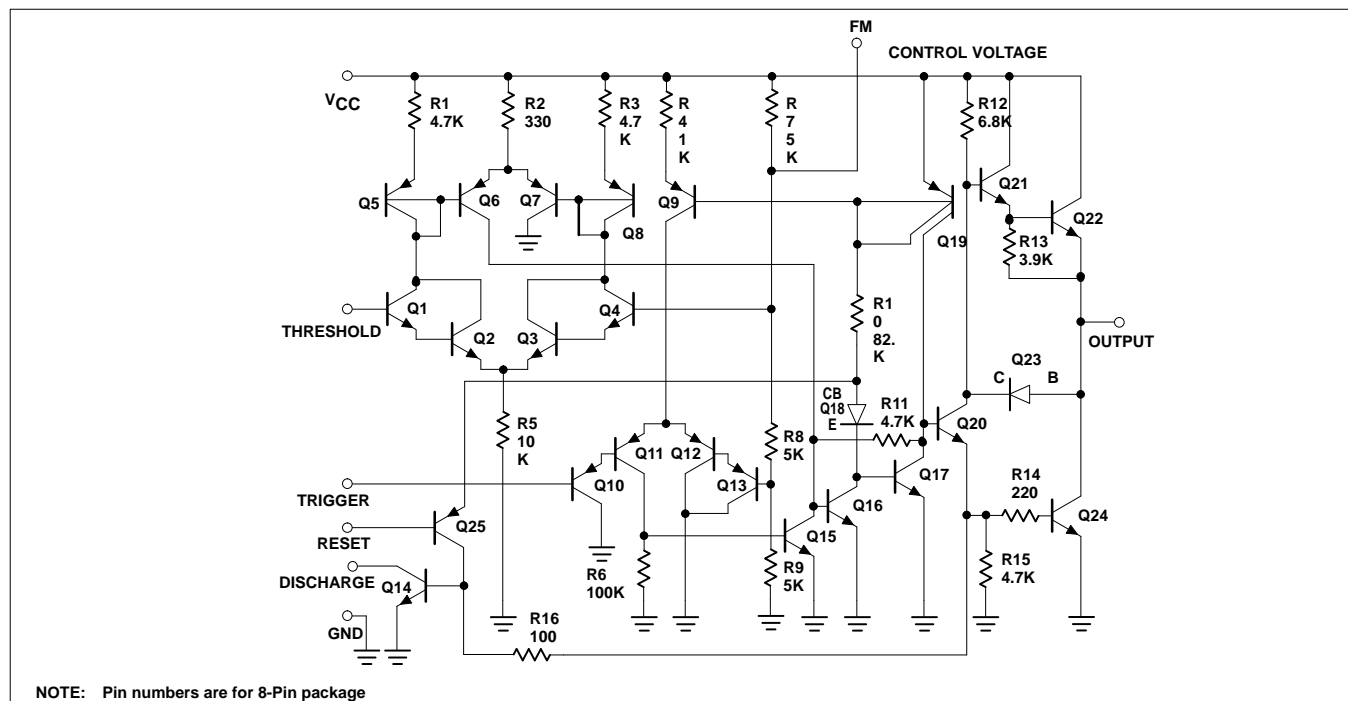 FM
CONTROL VOLTAGE
VCC
R1
4.7K
R2
330
R3
4.7
K
R
4
1
K
R
7
5
K
R12
6.8K
Q5
Q6
Q7
Q8
Q9
Q19
Q21
Q22
R13
3.9K
THRESHOLD
Q1
Q2
Q3
Q4
R1
0
82.
K
OUTPUT
Q23
C
B
CB
Q18
E
R11
4.7K
Q20
R5
10
K
Q11
Q12
R8
5K
Q10
Q13
Q17
TRIGGER
Q16
R14
220
Q24
Q25
RESET
Q15
DISCHARGE
Q14
R6
100K
R9
5K
R15
4.7K
GND
R16
100
NOTE: Pin numbers are for 8-Pin package